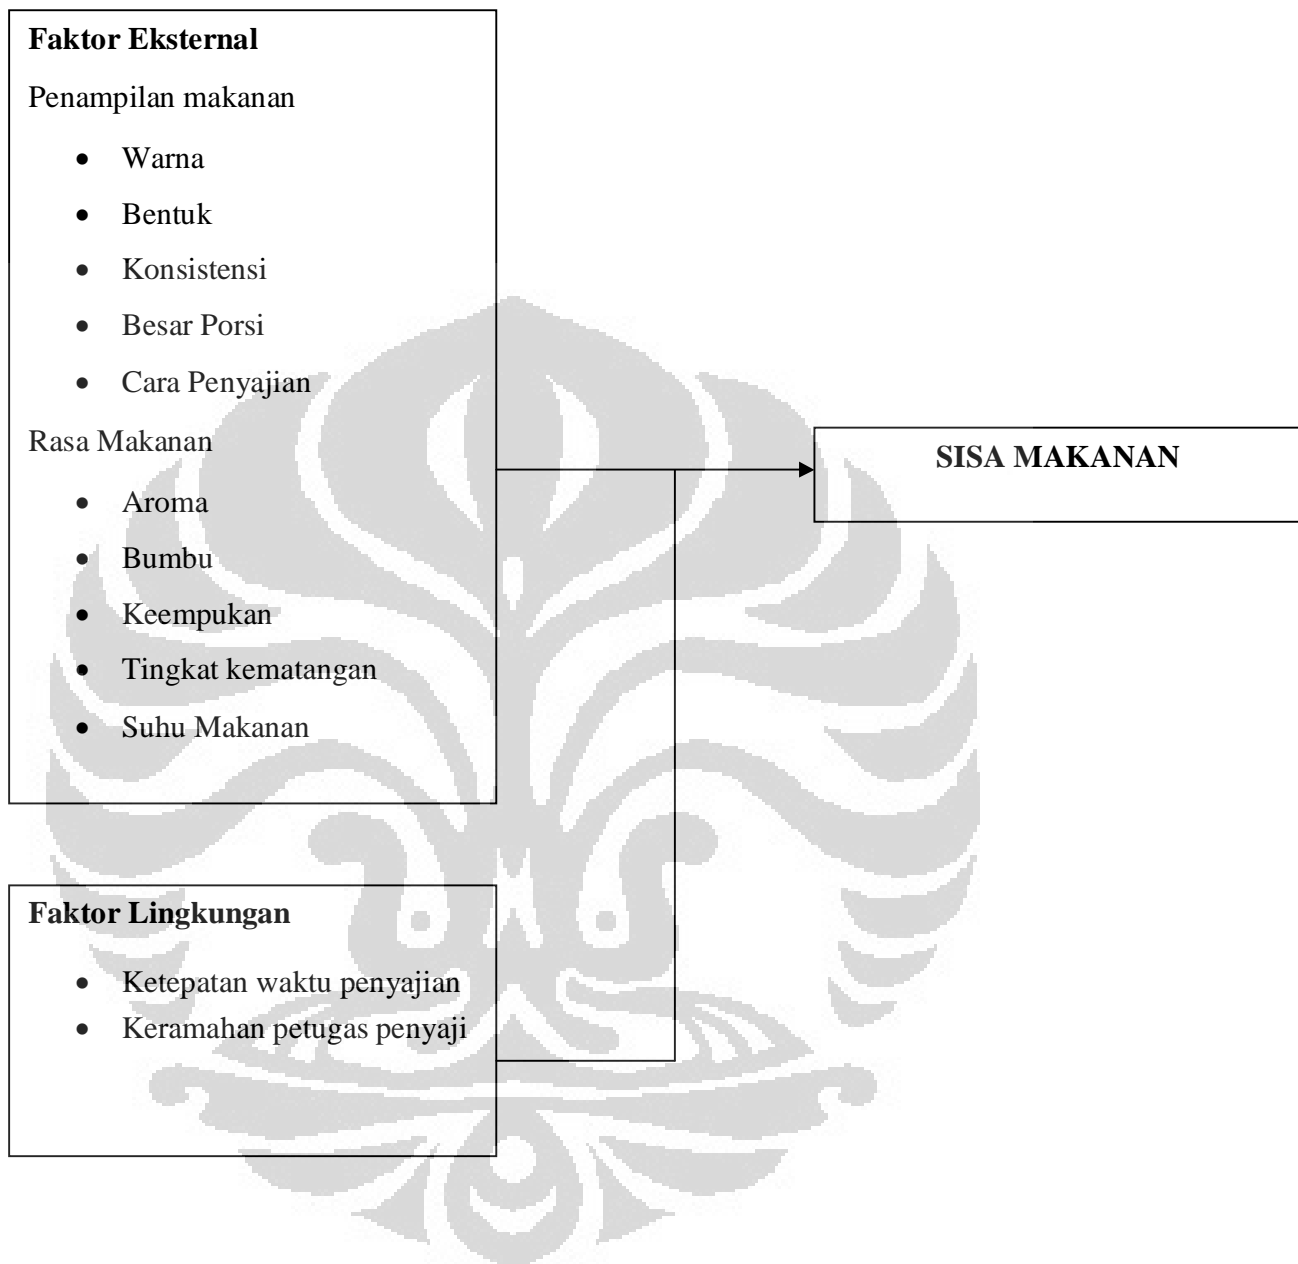 Faktor Eksternal
Penampilan makanan
• Warna
• Bentuk
• Konsistensi
• Besar Porsi
• Cara Penyajian
Rasa Makanan
• Aroma
• Bumbu
• Keempukan
• Tingkat kematangan
• Suhu Makanan
SISA MAKANAN
Faktor Lingkungan
• Ketepatan waktu penyajian
• Keramahan petugas penyaji